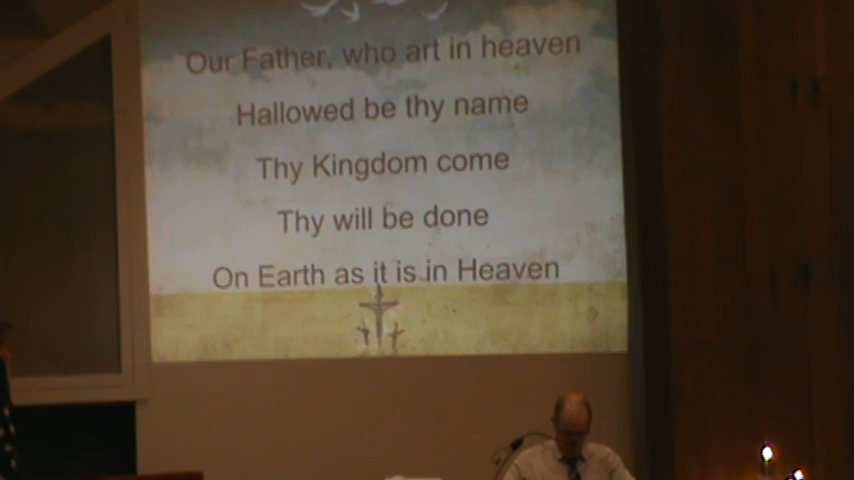 Our Father, who art in heaven
Hallowed be thy name
Thy Kingdom come
Thy will be done
On Earth as it is in Heaven